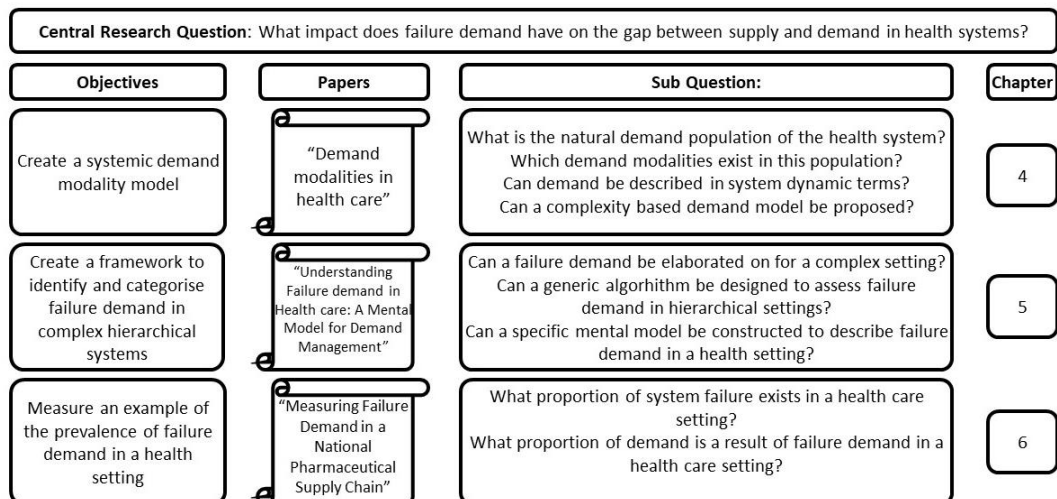 Central Research Question: What impact does failure demand have on the gap between supply and demand in health systems?
Objectives
Papers
Sub Question:
Chapter
Create a systemic demand
modality model
“Demand
modalities in
health care”
What is the natural demand population of the health system?
Which demand modalities exist in this population?
Can demand be described in system dynamic terms?
Can a complexity based demand model be proposed?
4
Create a framework to
identify and categorise
failure demand in
complex hierarchical
systems
“Understanding
Failure demand in
Health care: A Mental
Model for Demand
Management”
Can a failure demand be elaborated on for a complex setting?
Can a generic algorhithm be designed to assess failure
demand in hierarchical settings?
Can a specific mental model be constructed to describe failure
demand in a health setting?
5
Measure an example of
the prevalence of failure
demand in a health
setting
“Measuring Failure
Demand in a
National
Pharmaceutical
Supply Chain”
What proportion of system failure exists in a health care
setting?
What proportion of demand is a result of failure demand in a
health care setting?
6